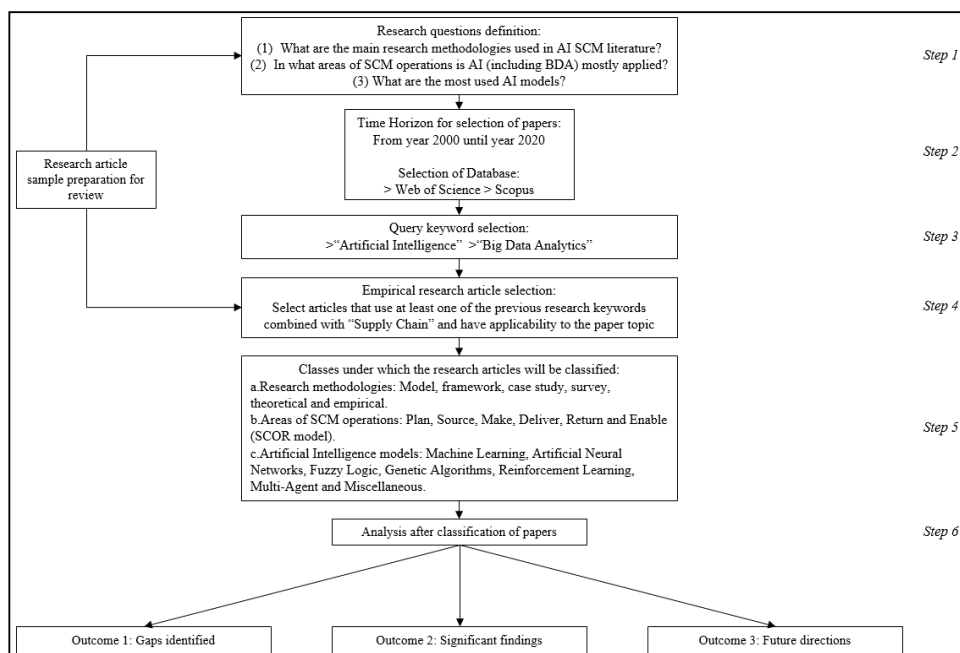 Research questions definition:
(1) What are the main research methodologies used in AI SCM literature?
(2) In what areas of SCM operations is AI (including BDA) mostly applied?
(3) What are the most used AI models?
Step 1
Time Horizon for selection of papers:
From year 2000 until year 2020
Selection of Database:
> Web of Science > Scopus
Step 2
Research article
sample preparation for
review
Query keyword selection:
>“Artificial Intelligence” >“Big Data Analytics”
Step 3
Empirical research article selection:
Select articles that use at least one of the previous research keywords
combined with “Supply Chain” and have applicability to the paper topic
Step 4
Classes under which the research articles will be classified:
a.Research methodologies: Model, framework, case study, survey,
theoretical and empirical.
b.Areas of SCM operations: Plan, Source, Make, Deliver, Return and Enable
(SCOR model).
c.Artificial Intelligence models: Machine Learning, Artificial Neural
Networks, Fuzzy Logic, Genetic Algorithms, Reinforcement Learning,
Multi-Agent and Miscellaneous.
Step 5
Analysis after classification of papers
Step 6
Outcome 1: Gaps identified
Outcome 2: Significant findings
Outcome 3: Future directions